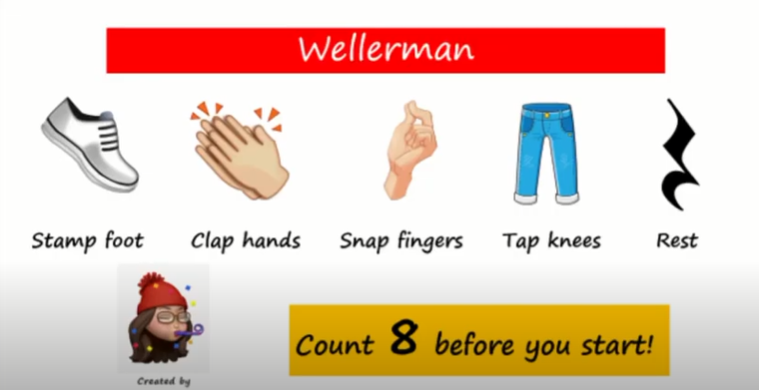 Wellerman
Stamp foot Clap hands Snap fingers Tap knees Rest
Count 8 before you start!
Created by